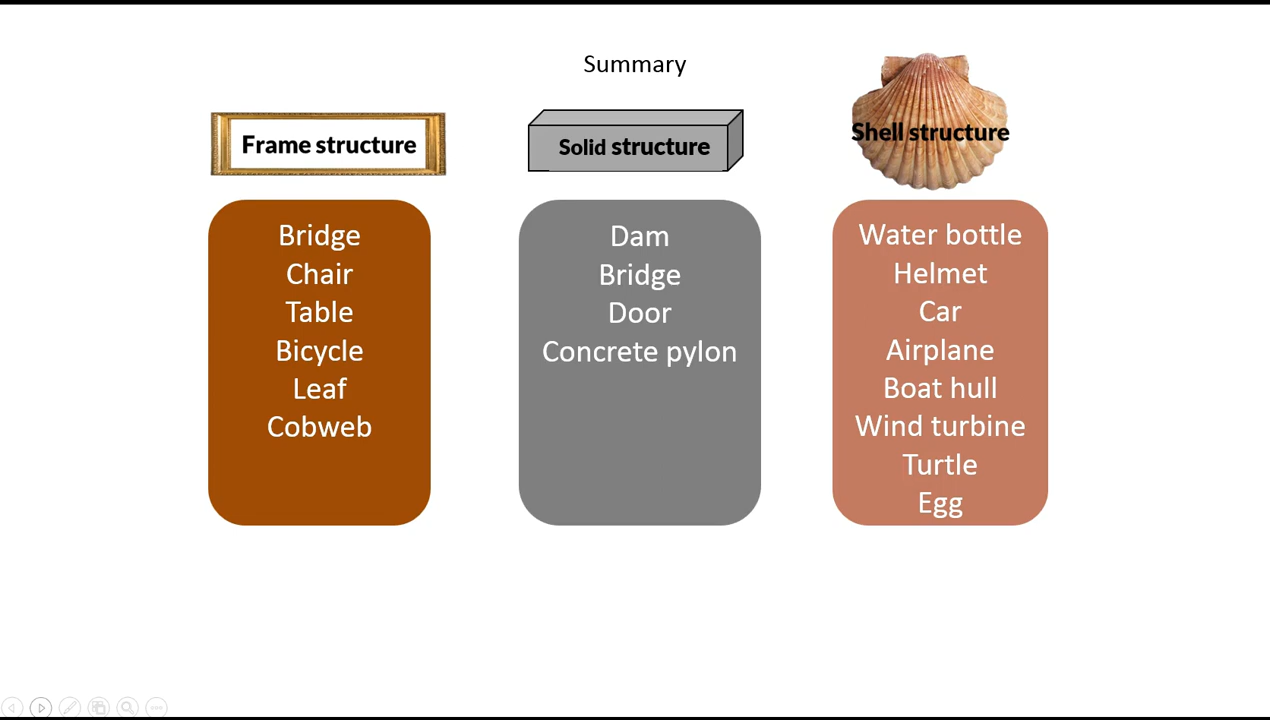 Summary
Frame structure
Solid structure
Shell structure
Bridge
Chair
Table
Bicycle
Leaf
Cobweb
Dam
Bridge
Door
Concrete pylon
Water bottle
Helmet
Car
Airplane
Boat hull
Wind turbine
Turtle
Egg